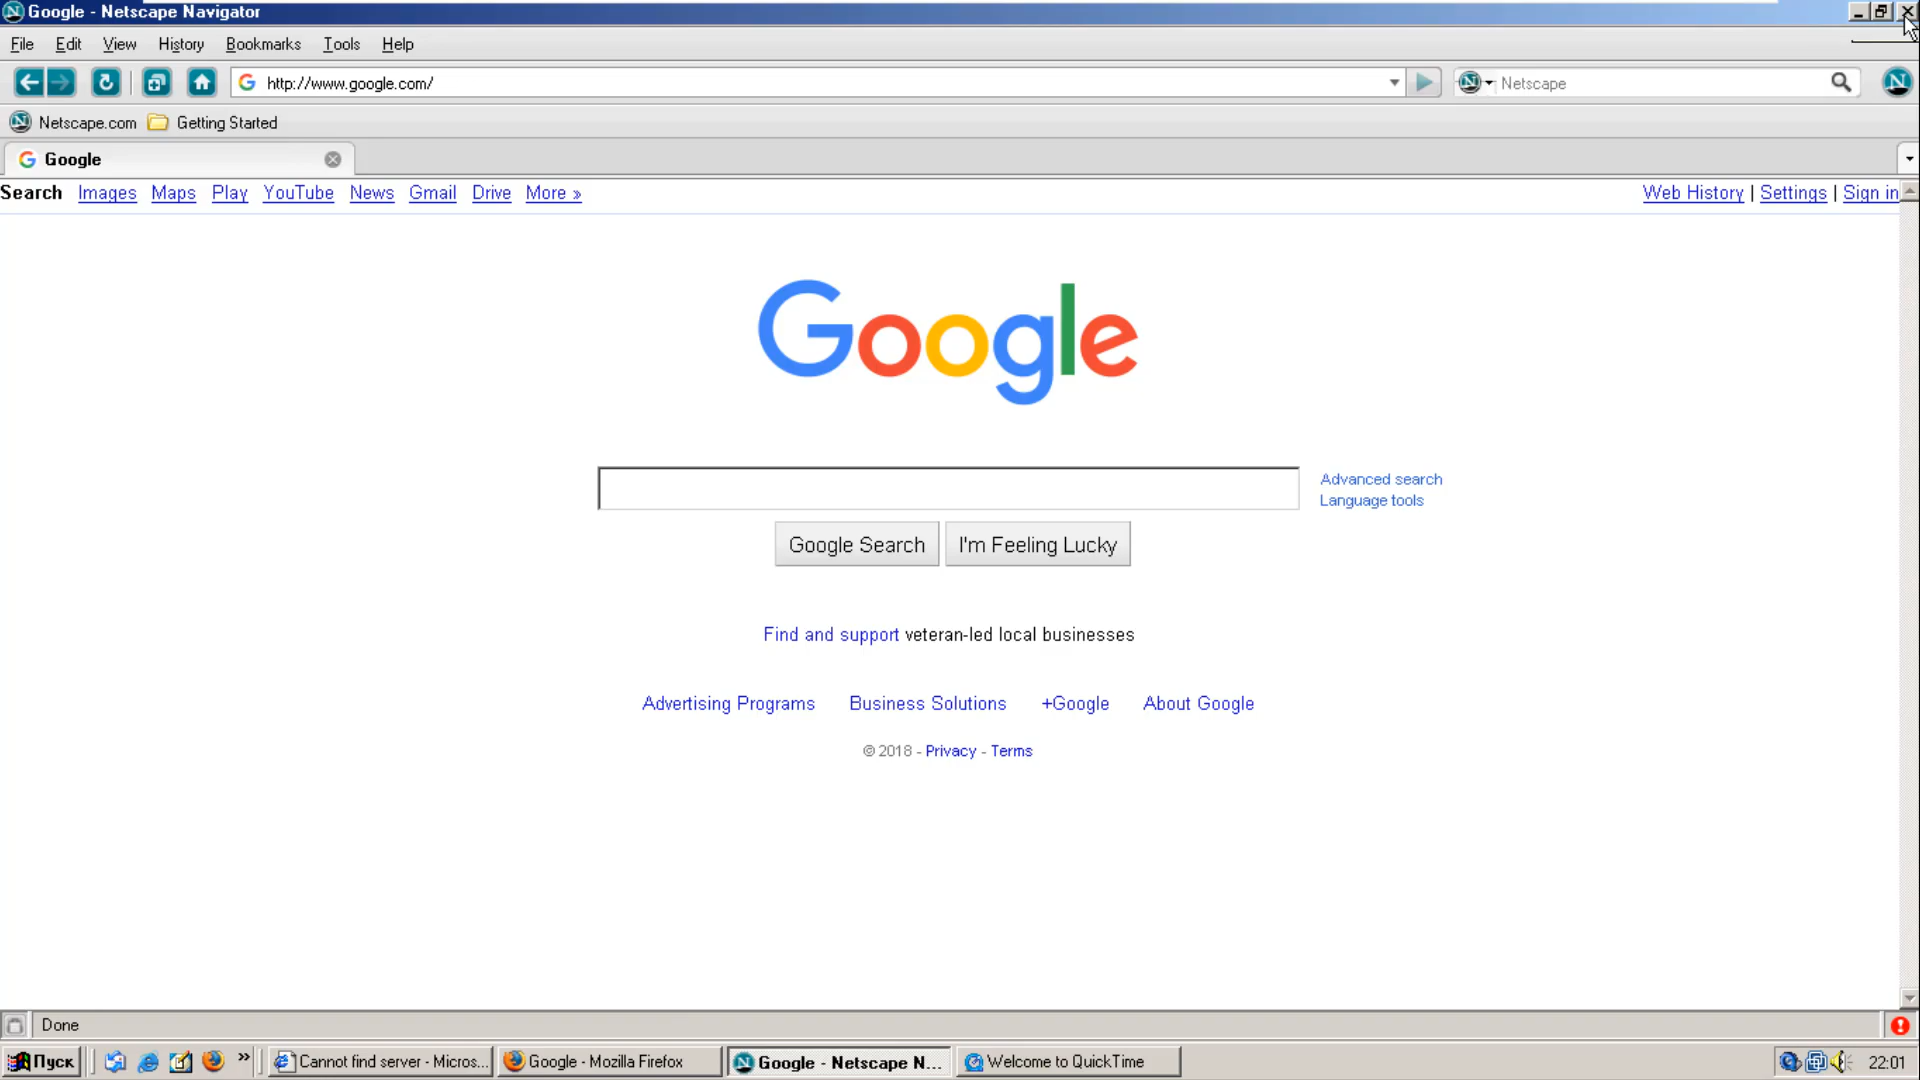 Google - Netscape Navigator
File Edit View History Bookmarks Tools Help
http://www.google.com/ Netscape
Netscape.com Getting Started
Google
Search Images Maps Play YouTube News Gmail Drive More » Web History | Settings | Sign in
Google
Advanced search
Language tools
Google Search I'm Feeling Lucky
Find and support veteran-led local businesses
Advertising Programs Business Solutions +Google About Google
© 2018 - Privacy - Terms
Done
Пуск » Cannot find server - Micros... Google - Mozilla Firefox Google - Netscape N... Welcome to QuickTime 22:01